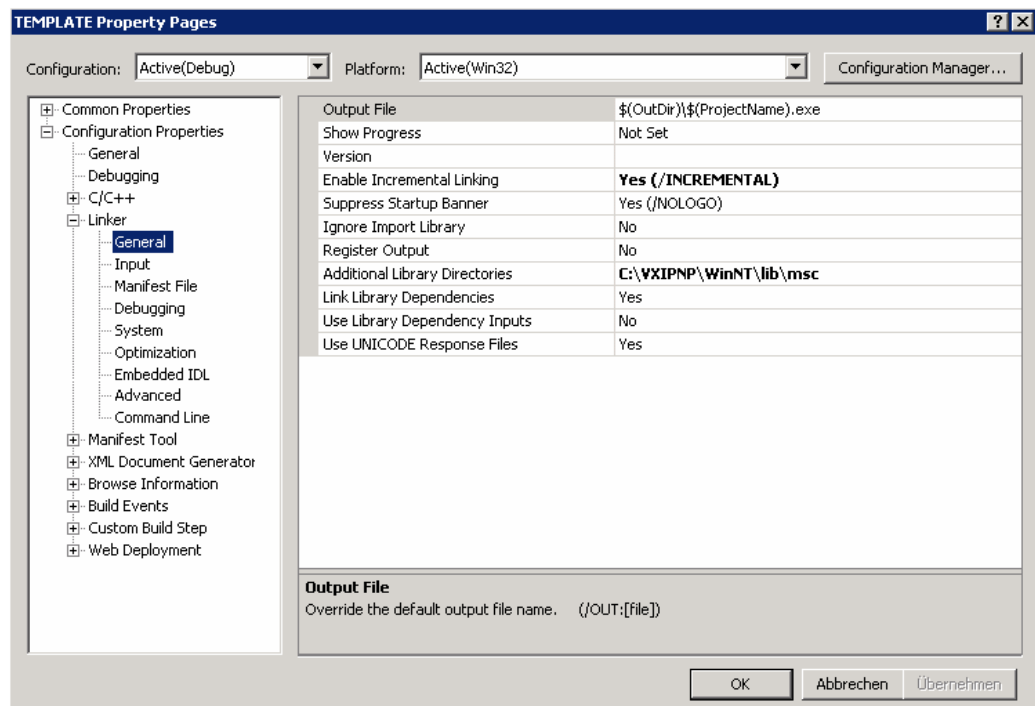 TEMPLATE Property Pages
Configuration: Active(Debug) Platform: Active(Win32) Configuration Manager...
Common Properties
Configuration Properties
General
Debugging
C/C++
Linker
General
Input
Manifest File
Debugging
System
Optimization
Embedded IDL
Advanced
Command Line
Manifest Tool
XML Document Generator
Browse Information
Build Events
Custom Build Step
Web Deployment
Output File $(OutDir)\$(ProjectName).exe
Show Progress Not Set
Version
Enable Incremental Linking Yes (/INCREMENTAL)
Suppress Startup Banner Yes (/NOLOGO)
Ignore Import Library No
Register Output No
Additional Library Directories C:\VXIPNP\WinNT\lib\msc
Link Library Dependencies Yes
Use Library Dependency Inputs No
Use UNICODE Response Files Yes
Output File
Override the default output file name. (/OUT:[file])
OK Abbrechen Übernehmen